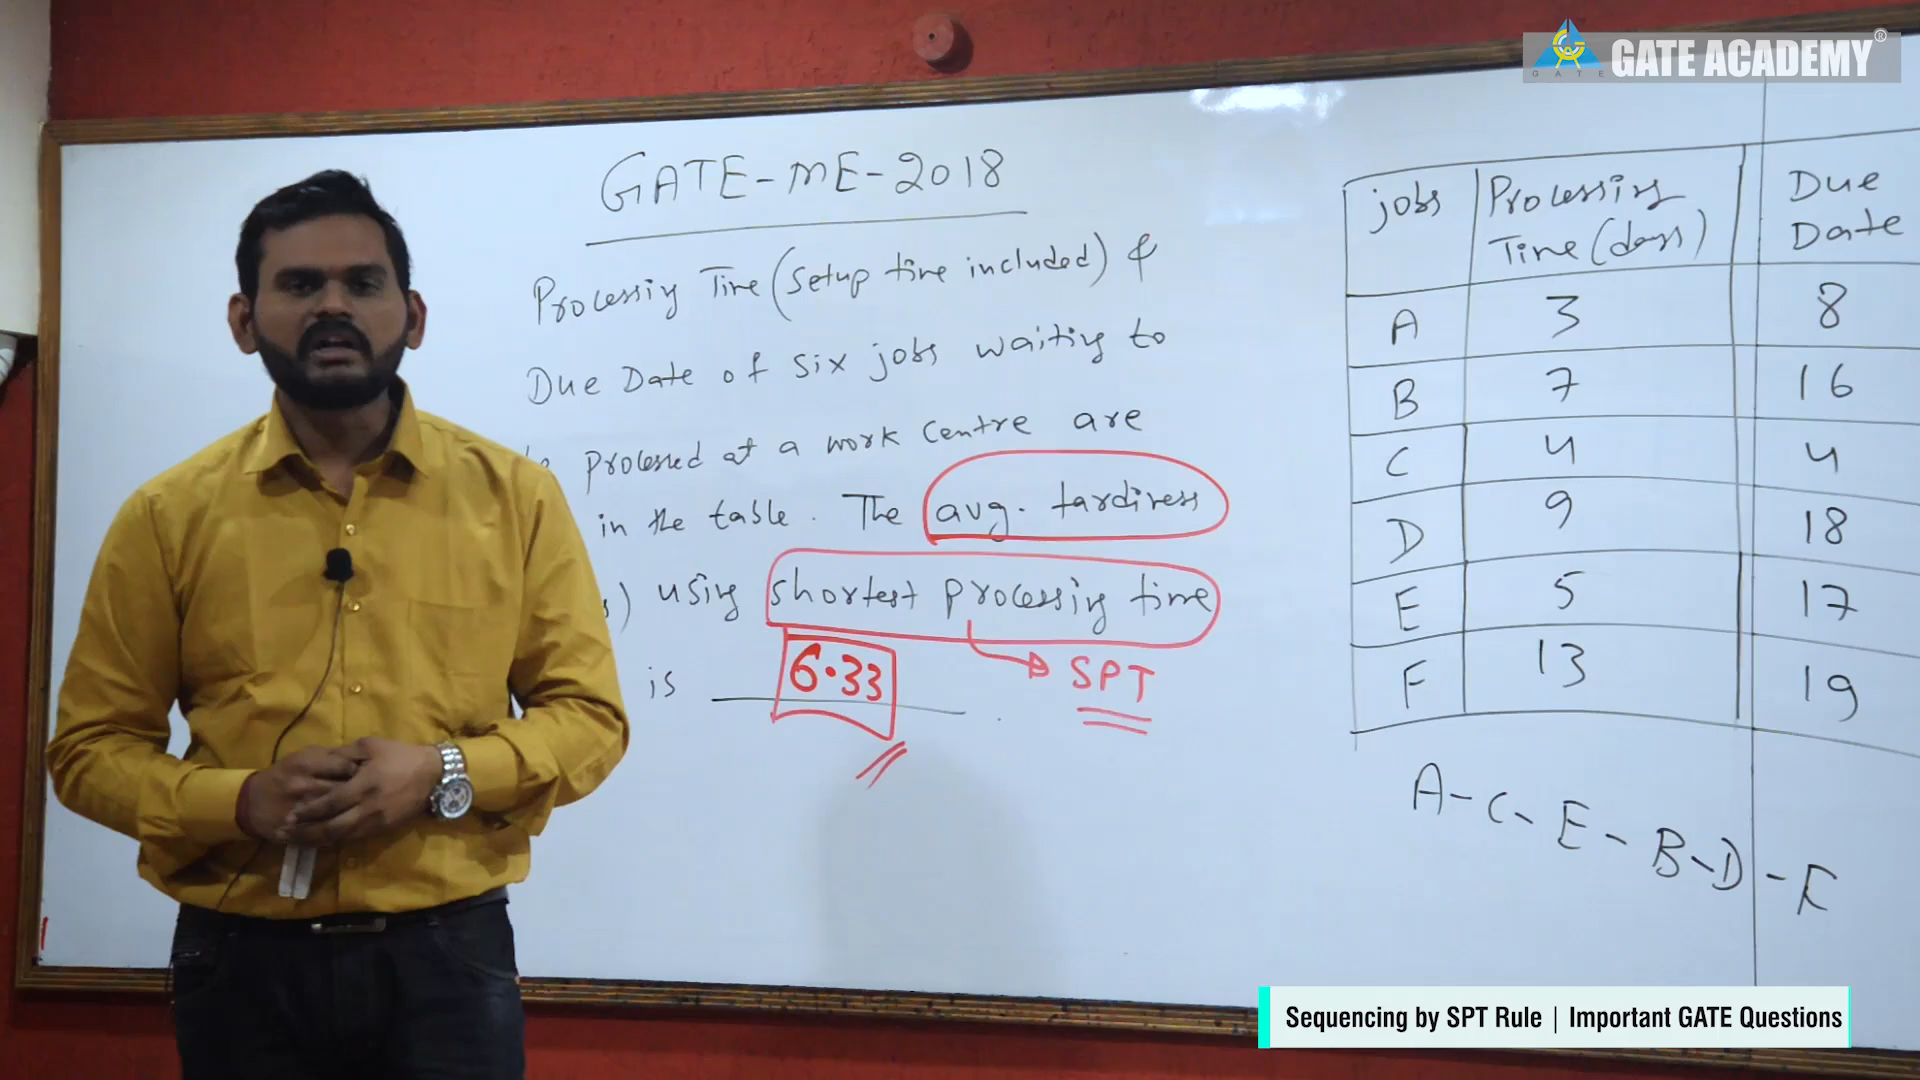 GATE ACADEMY®
GATE
GATE-ME-2018
Processing Time (Setup time included) &
Due Date of six jobs waiting to
processed at a work Centre are
in the table. The avg. tardiness
using shortest processing time
is 6.33
SPT
jobs Processing Time (days) Due Date
A 3 8
B 7 16
C 4 4
D 9 18
E 5 17
F 13 19
A-C-E-B-D-F
Sequencing by SPT Rule | Important GATE Questions